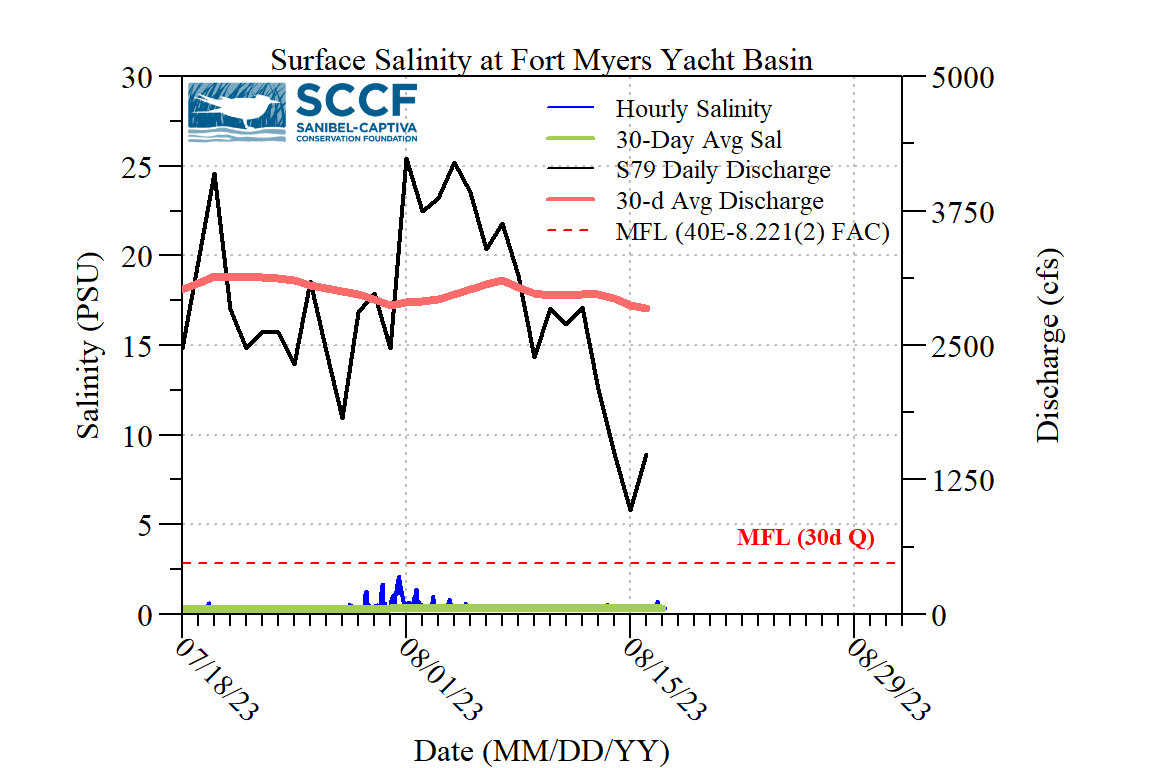 Surface Salinity at Fort Myers Yacht Basin
SCCF
SANIBEL-CAPTIVA
CONSERVATION FOUNDATION
Hourly Salinity
30-Day Avg Sal
S79 Daily Discharge
30-d Avg Discharge
MFL (40E-8.221(2) FAC)
30
25
20
15
10
5
0
Salinity (PSU)
5000
3750
2500
1250
0
Discharge (cfs)
MFL (30d Q)
07/18/23
08/01/23
08/15/23
08/29/23
Date (MM/DD/YY)